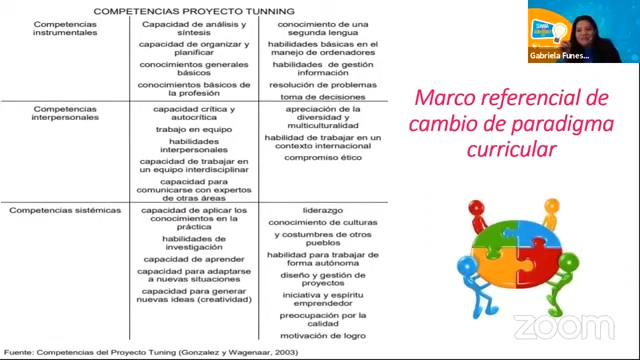 COMPETENCIAS PROYECTO TUNNING
Competencias
instrumentales
Capacidad de análisis y
síntesis
capacidad de organizar y
planificar
conocimientos generales
básicos
conocimientos básicos de
la profesión
conocimiento de una
segunda lengua
habilidades básicas en el
manejo de ordenadores
habilidades de gestión
información
resolución de problemas
toma de decisiones
Competencias
interpersonales
capacidad crítica y
autocrítica
trabajo en equipo
habilidades
interpersonales
capacidad de trabajar en
un equipo interdisciplinar
capacidad para
comunicarse con expertos
de otras áreas
apreciación de la
diversidad y
multiculturalidad
habilidad de trabajar en un
contexto internacional
compromiso ético
Competencias sistémicas
capacidad de aplicar los
conocimientos en la
práctica
habilidades de
investigación
capacidad de aprender
capacidad para adaptarse
a nuevas situaciones
capacidad para generar
nuevas ideas (creatividad)
liderazgo
conocimiento de culturas
y costumbres de otros
pueblos
habilidad para trabajar de
forma autónoma
diseño y gestión de
proyectos
iniciativa y espíritu
emprendedor
preocupación por la
calidad
motivación de logro
Fuente: Competencias del Proyecto Tuning (Gonzalez y Wagenaar, 2003)
Gabriela Funes...
Marco referencial de
cambio de paradigma
curricular
zoom